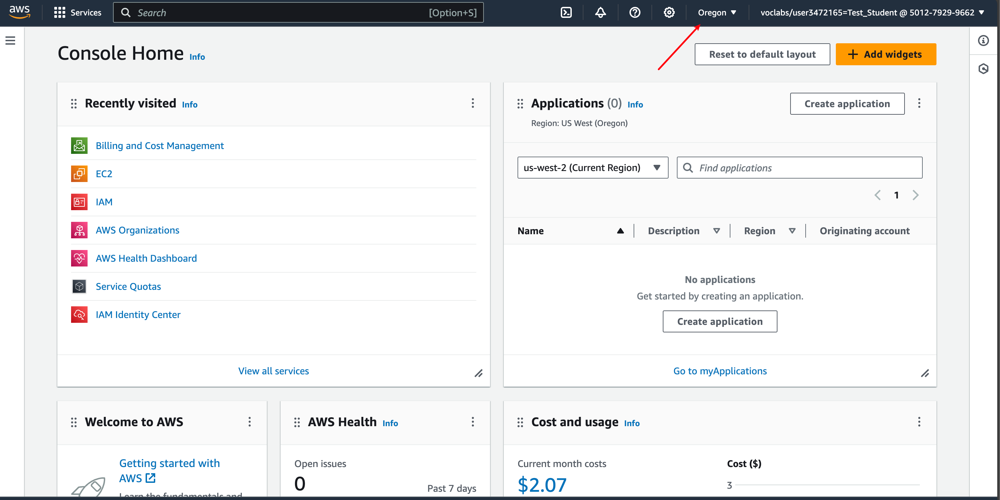 aws
Services
Search
[Option+S]
Oregon
voclabs/user3472165=Test_Student @ 5012-7929-9662
Console Home Info
Reset to default layout
Add widgets
Recently visited Info
Billing and Cost Management
EC2
IAM
AWS Organizations
AWS Health Dashboard
Service Quotas
IAM Identity Center
View all services
Applications (0) Info
Create application
Region: US West (Oregon)
us-west-2 (Current Region)
Find applications
1
Name Description Region Originating account
No applications
Get started by creating an application.
Create application
Go to myApplications
Welcome to AWS
Getting started with
AWS
Learn the fundamentals and
AWS Health Info
Open issues
0
Past 7 days
Cost and usage Info
Current month costs
$2.07
Cost ($)
3